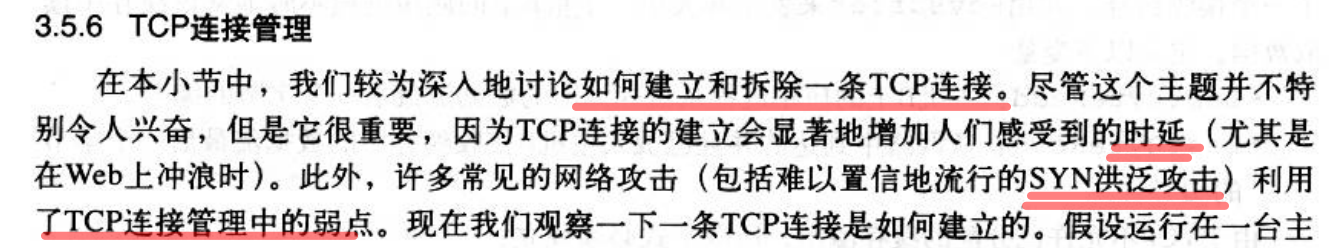 3.5.6 TCP连接管理
在本小节中，我们较为深入地讨论如何建立和拆除一条TCP连接。尽管这个主题并不特
别令人兴奋，但是它很重要，因为TCP连接的建立会显著地增加人们感受到的时延（尤其是
在Web上冲浪时）。此外，许多常见的网络攻击（包括难以置信地流行的SYN洪泛攻击）利用
了TCP连接管理中的弱点。现在我们观察一下一条TCP连接是如何建立的。假设运行在一台主